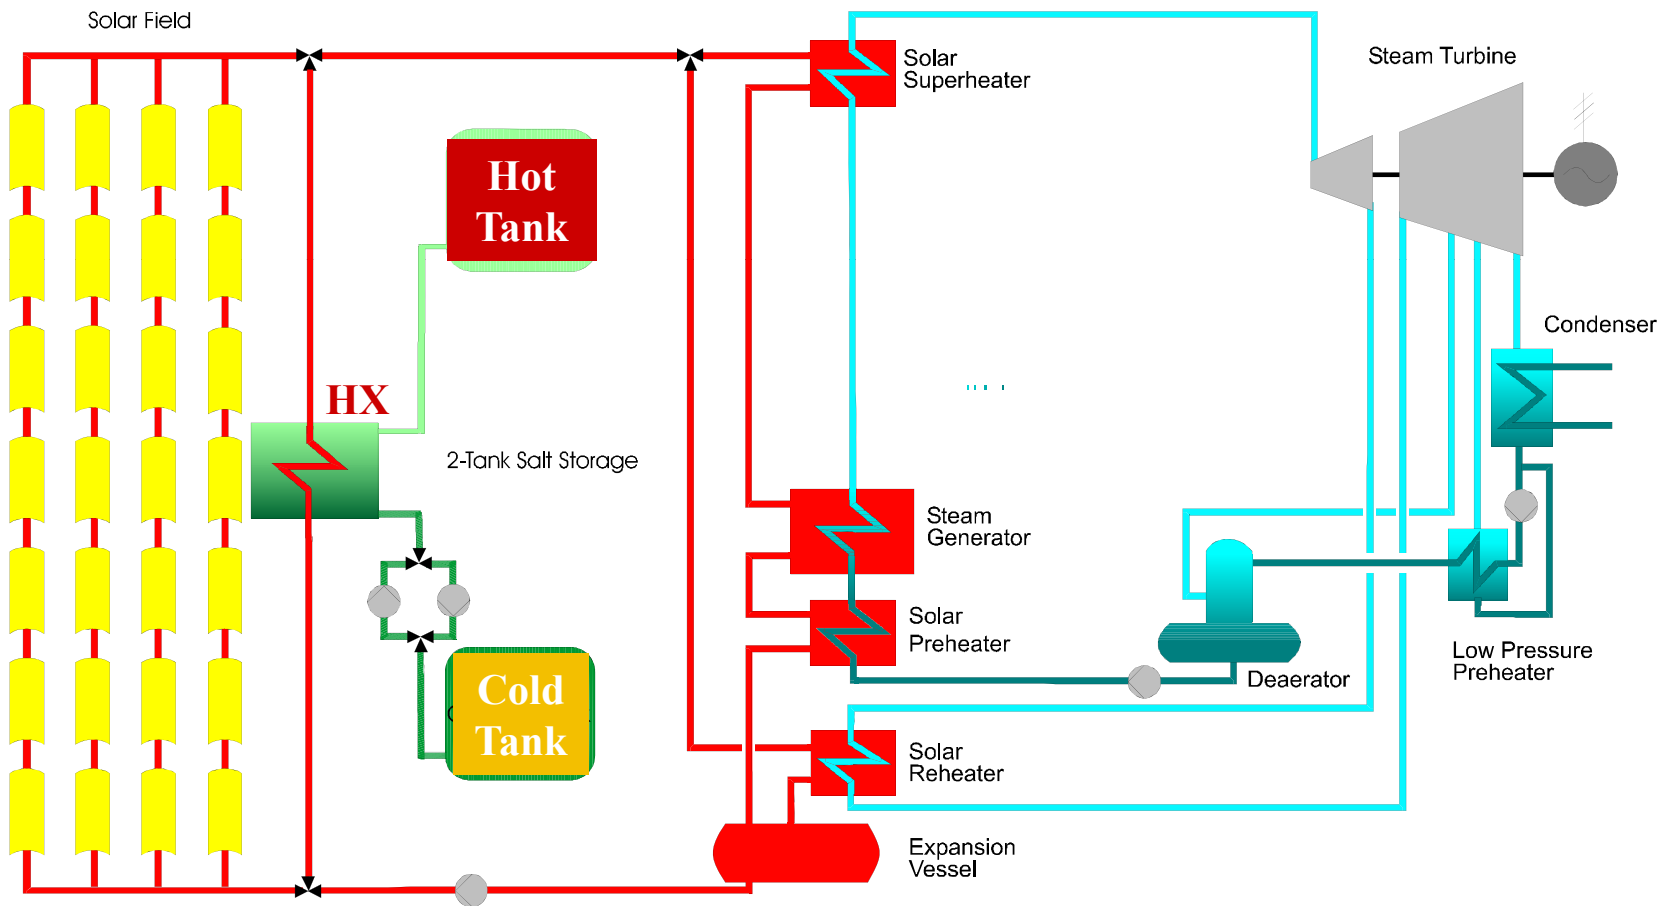 Solar Field
Solar
Superheater
Steam Turbine
Hot
Tank
Condenser
HX
2-Tank Salt Storage
Steam
Generator
Solar
Preheater
Low Pressure
Preheater
Deaerator
Cold
Tank
Solar
Reheater
Expansion
Vessel